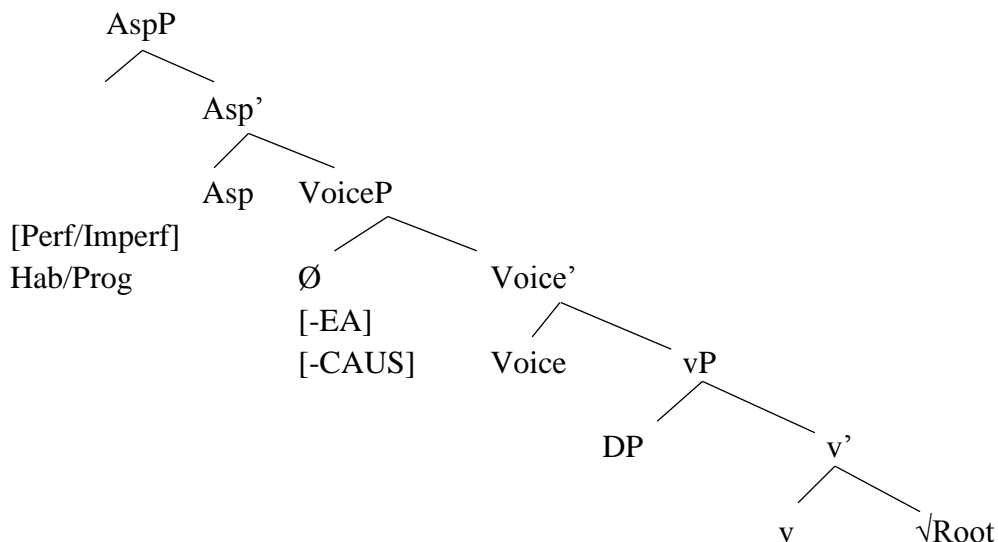 AspP
Asp’
Asp VoiceP
[Perf/Imperf]
Hab/Prog Ø Voice’
[-EA]
[-CAUS] Voice vP
DP v’
v √Root